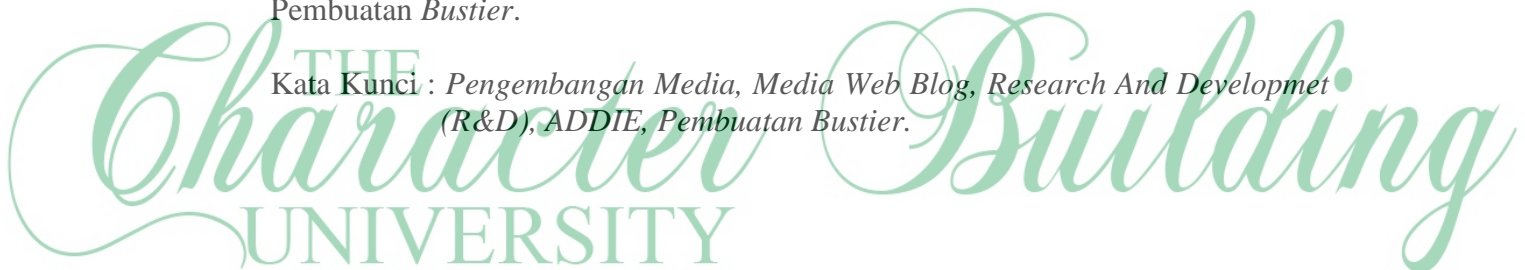 Pembuatan Bustier.
THE
Kata Kunci : Pengembangan Media, Media Web Blog, Research And Developmet
(R&D), ADDIE, Pembuatan Bustier.
Character Building
UNIVERSITY